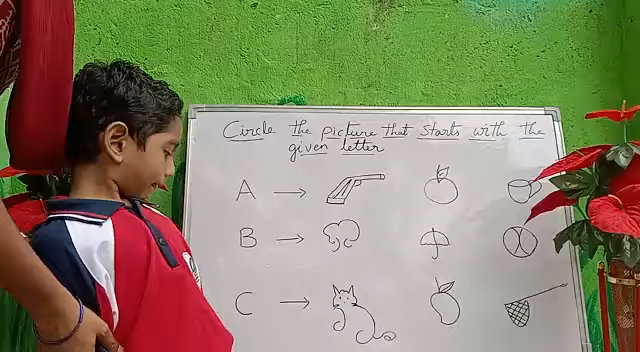 Circle the picture that starts with the
given letter
A
B
C